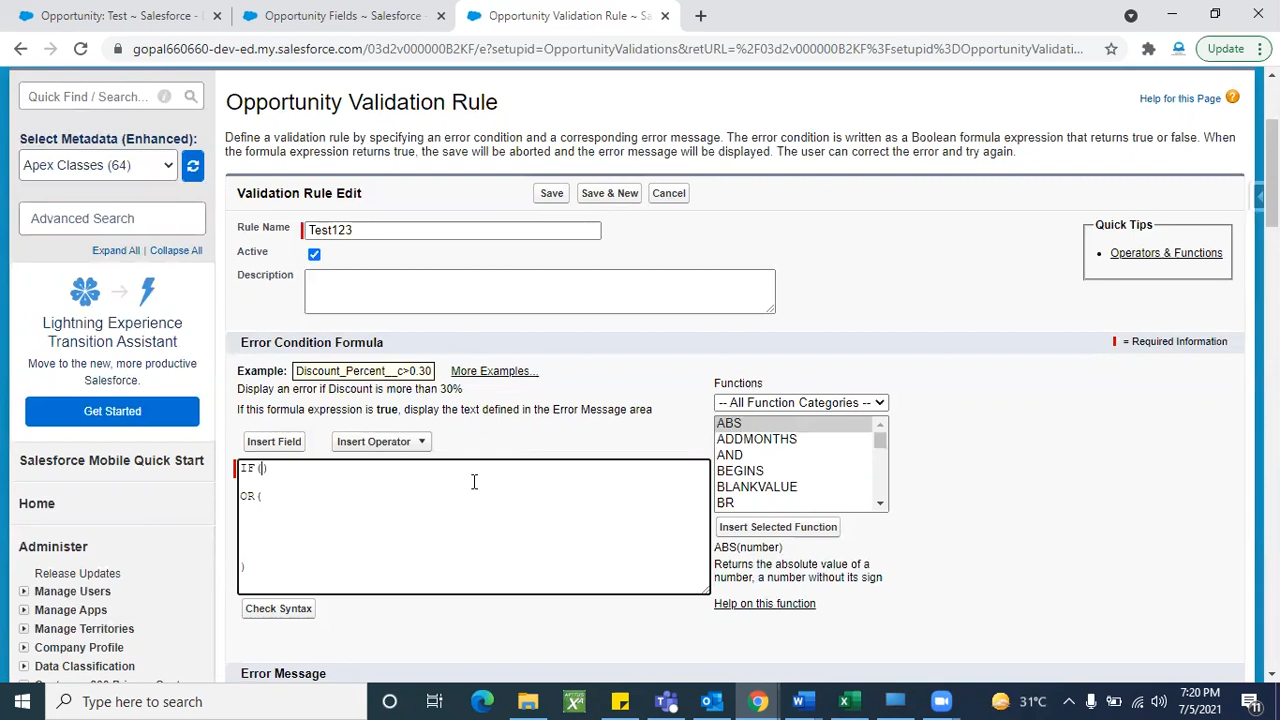 Opportunity: Test ~ Salesforce - D
Opportunity Fields ~ Salesforce -
Opportunity Validation Rule ~ Sa
gopal660660-dev-ed.my.salesforce.com/03d2v000000B2KF/e?setupid=OpportunityValidations&retURL=%2F03d2v000000B2KF%3Fsetupid%3DOpportunityValidati...
Update
Quick Find / Search...
Opportunity Validation Rule
Help for this Page
Define a validation rule by specifying an error condition and a corresponding error message. The error condition is written as a Boolean formula expression that returns true or false. When
the formula expression returns true, the save will be aborted and the error message will be displayed. The user can correct the error and try again.
Select Metadata (Enhanced):
Apex Classes (64)
Advanced Search
Expand All | Collapse All
Lightning Experience
Transition Assistant
Move to the new, more productive
Salesforce.
Get Started
Salesforce Mobile Quick Start
Home
Administer
Release Updates
Manage Users
Manage Apps
Manage Territories
Company Profile
Data Classification
Validation Rule Edit
Save
Save & New
Cancel
Rule Name
Test123
Active
Description
Quick Tips
Operators & Functions
Error Condition Formula
= Required Information
Example: Discount_Percent__c>0.30 More Examples...
Display an error if Discount is more than 30%
If this formula expression is true, display the text defined in the Error Message area
Insert Field
Insert Operator
IF()
OR(
)
Check Syntax
Functions
-- All Function Categories --
ABS
ADDMONTHS
AND
BEGINS
BLANKVALUE
BR
Insert Selected Function
ABS(number)
Returns the absolute value of a
number, a number without its sign
Help on this function
Error Message
Type here to search
31°C
7:20 PM
7/5/2021